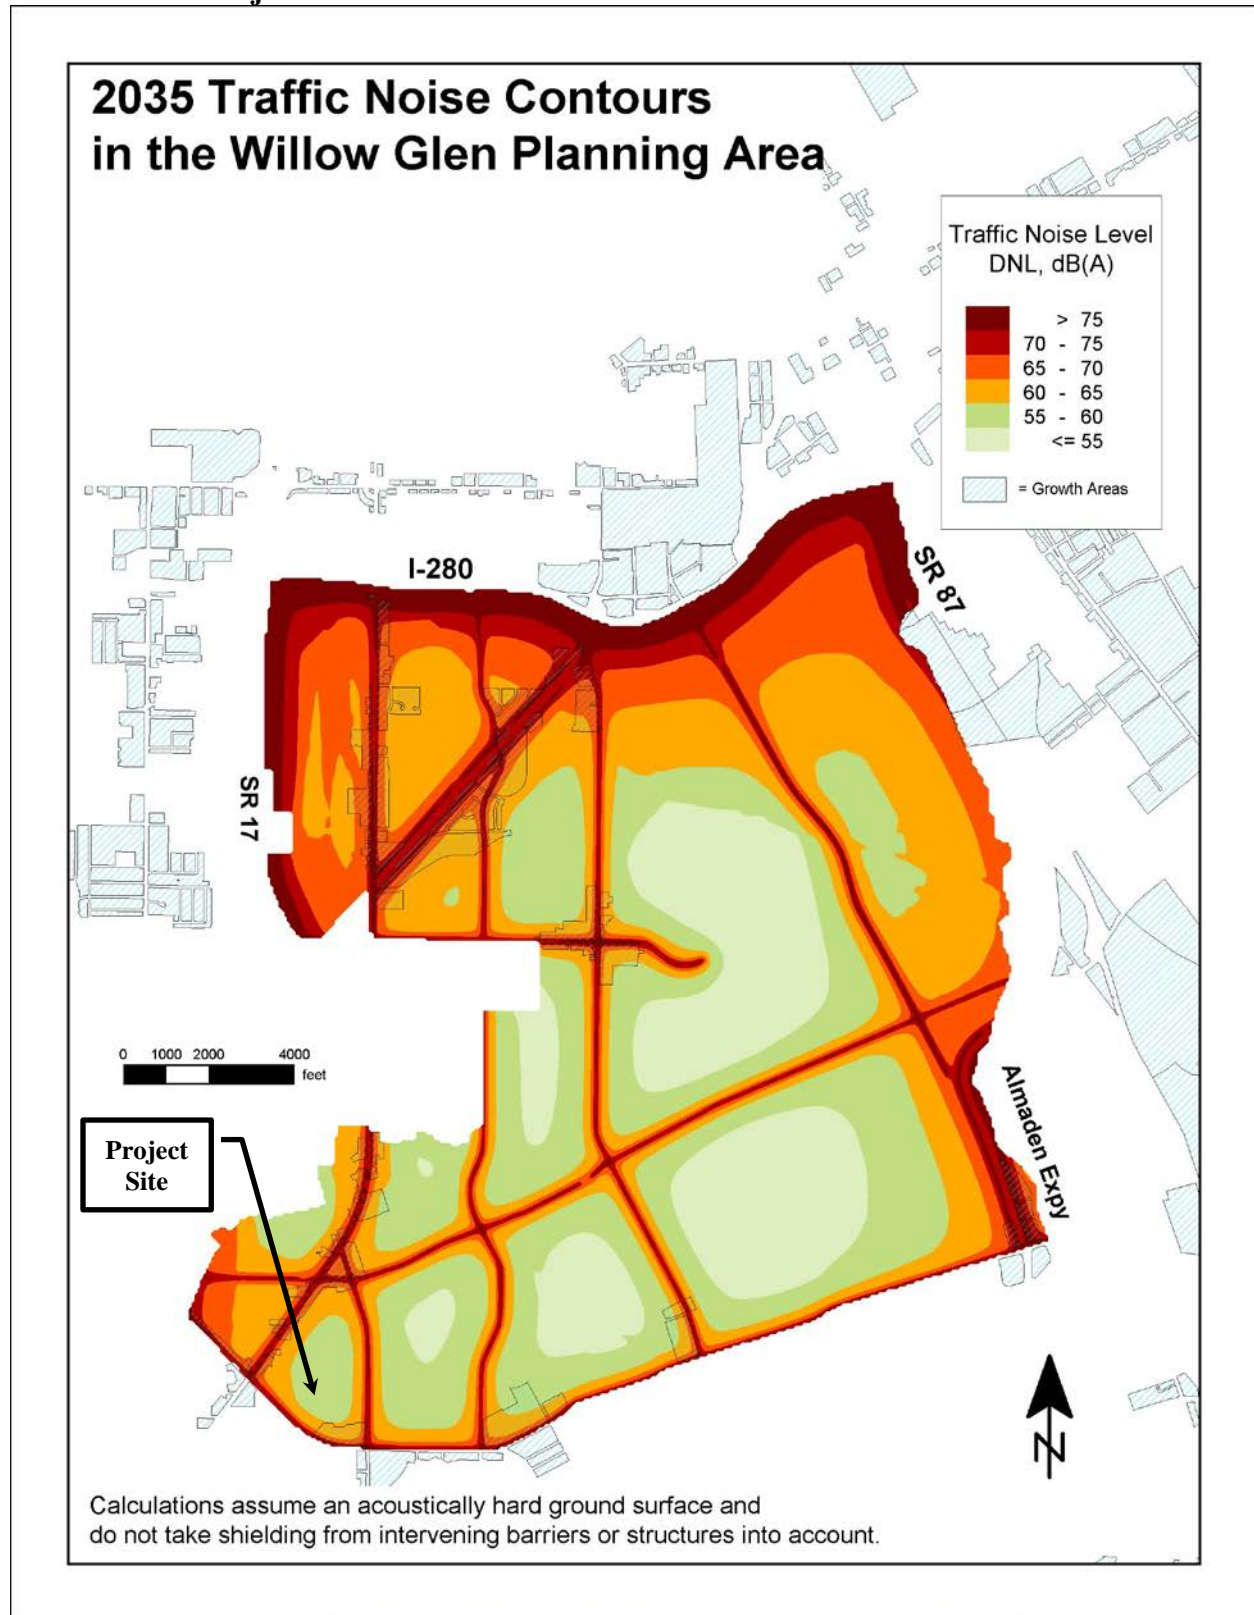 2035 Traffic Noise Contours
in the Willow Glen Planning Area
Traffic Noise Level
DNL, dB(A)
> 75
70 - 75
65 - 70
60 - 65
55 - 60
<= 55
= Growth Areas
I-280
SR 87
SR 17
0 1000 2000 4000
feet
Almaden Expy
Project
Site
N
Calculations assume an acoustically hard ground surface and
do not take shielding from intervening barriers or structures into account.